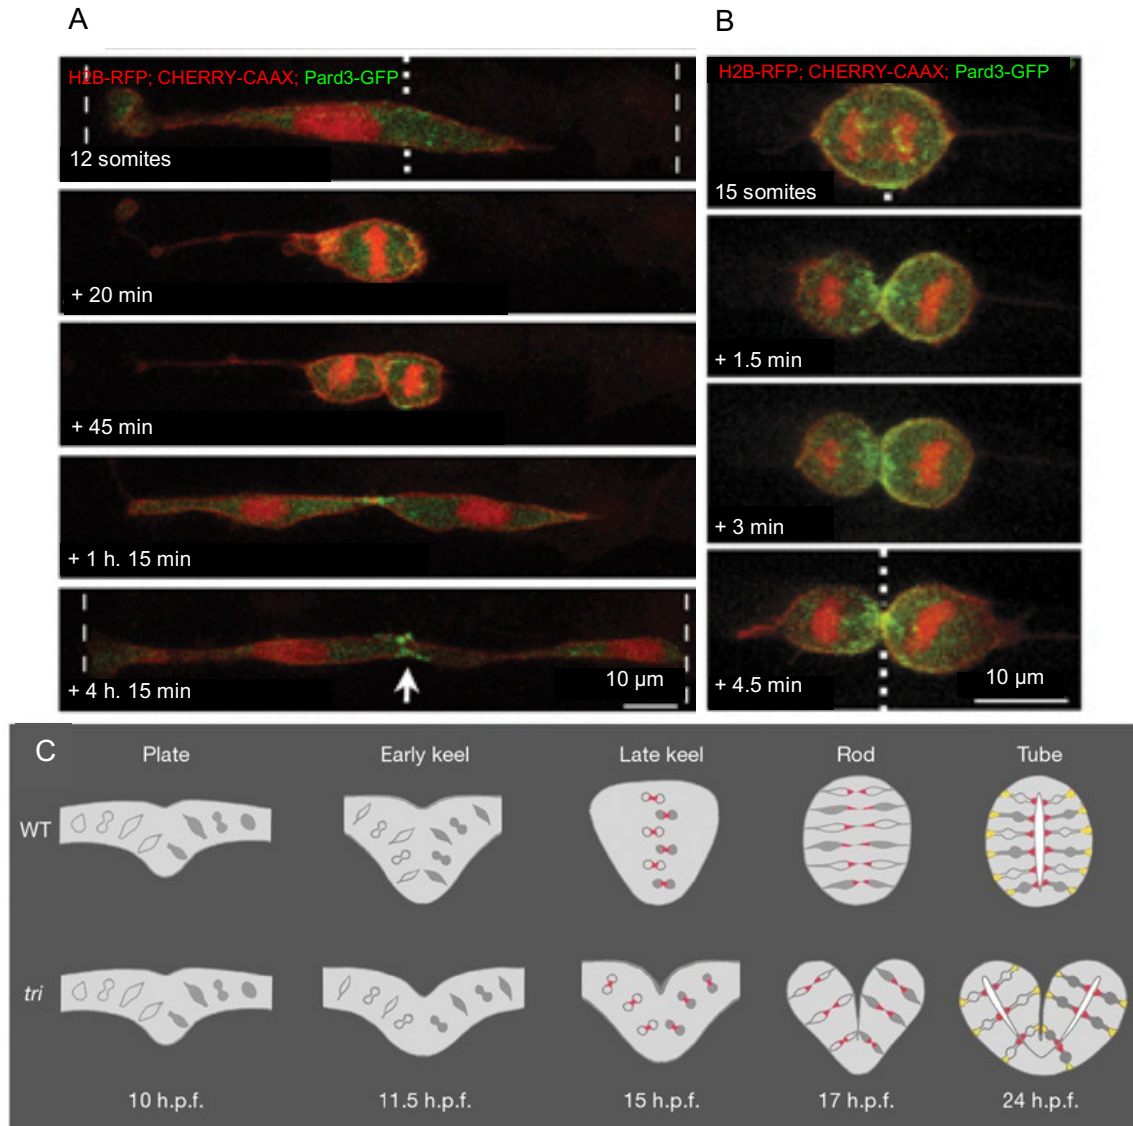 A
H2B-RFP; CHERRY-CAAX; Pard3-GFP
12 somites
+ 20 min
+ 45 min
+ 1 h. 15 min
+ 4 h. 15 min
10 µm
B
H2B-RFP; CHERRY-CAAX; Pard3-GFP
15 somites
+ 1.5 min
+ 3 min
+ 4.5 min
10 µm
C
Plate Early keel Late keel Rod Tube
WT
tri
10 h.p.f. 11.5 h.p.f. 15 h.p.f. 17 h.p.f. 24 h.p.f.